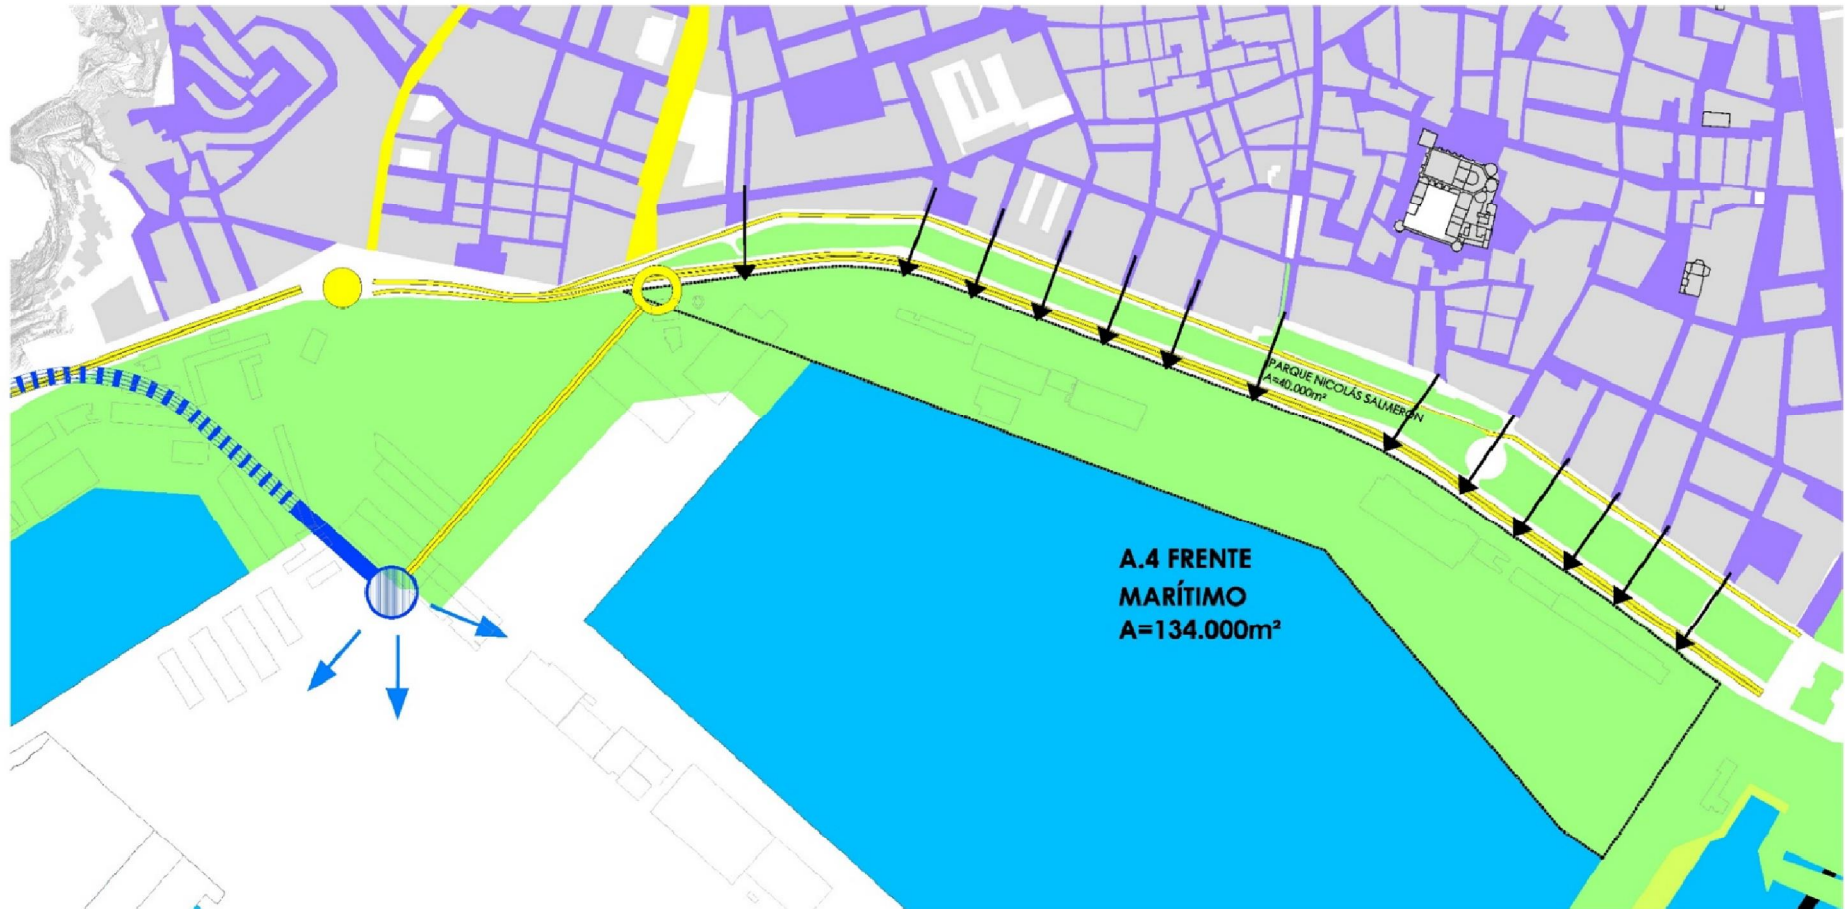 PARQUE NICOLÁS SALMERÓN
A=40.000m²
A.4 FRENTE
MARÍTIMO
A=134.000m²